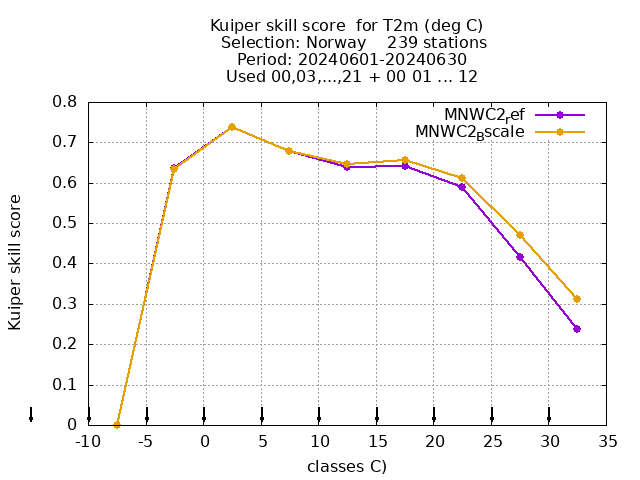 Kuiper skill score  for T2m (deg C)
Selection: Norway    239 stations
Period: 20240601-20240630
Used 00,03,...,21 + 00 01 ... 12
MNWC2ref
MNWC2Bscale
0.8
0.7
0.6
0.5
0.4
0.3
0.2
0.1
0
Kuiper skill score
-10 -5 0 5 10 15 20 25 30 35
classes C)